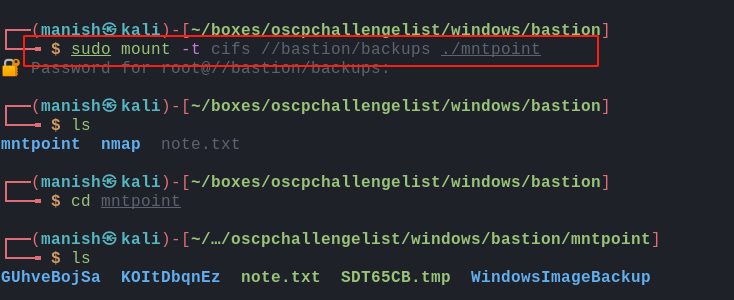 ┌──(manish㉿kali)-[~/boxes/oscpchallengelist/windows/bastion]
└─ $ sudo mount -t cifs //bastion/backups ./mntpoint
🔐 Password for root@//bastion/backups:
┌──(manish㉿kali)-[~/boxes/oscpchallengelist/windows/bastion]
└─ $ ls
mntpoint  nmap  note.txt
┌──(manish㉿kali)-[~/boxes/oscpchallengelist/windows/bastion]
└─ $ cd mntpoint
┌──(manish㉿kali)-[~/…/oscpchallengelist/windows/bastion/mntpoint]
└─ $ ls
GUhveBojSa  KOItDbqnEz  note.txt  SDT65CB.tmp  WindowsImageBackup